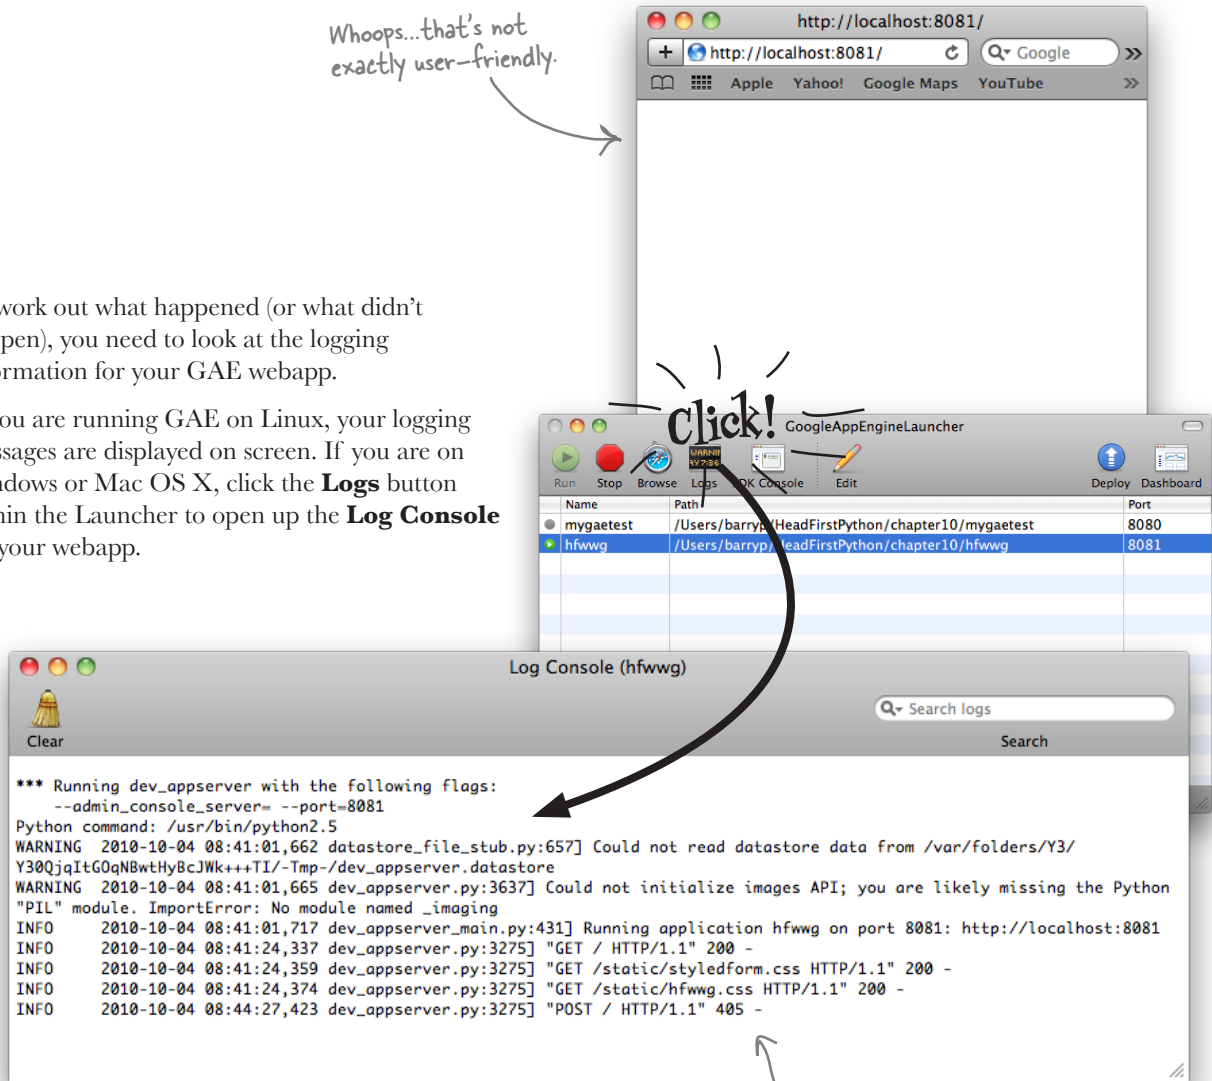 Whoops...that's not
exactly user-friendly.
http://localhost:8081/
http://localhost:8081/
Google
Apple Yahoo! Google Maps YouTube
work out what happened (or what didn't
pen), you need to look at the logging
ormation for your GAE webapp.
ou are running GAE on Linux, your logging
ssages are displayed on screen. If you are on
ndows or Mac OS X, click the Logs button
hin the Launcher to open up the Log Console
your webapp.
Click!
GoogleAppEngineLauncher
WARNIN
AY 7:36
Run Stop Browse Logs SDK Console Edit Deploy Dashboard
Name Path Port
mygaetest /Users/barryp/HeadFirstPython/chapter10/mygaetest 8080
hfwwg /Users/barryp/HeadFirstPython/chapter10/hfwwg 8081
Log Console (hfwwg)
Clear
Search logs
Search
*** Running dev_appserver with the following flags:
--admin_console_server= --port=8081
Python command: /usr/bin/python2.5
WARNING 2010-10-04 08:41:01,662 datastore_file_stub.py:657] Could not read datastore data from /var/folders/Y3/
Y30QjqItGOqNBwtHyBcJWk+++TI/-Tmp-/dev_appserver.datastore
WARNING 2010-10-04 08:41:01,665 dev_appserver.py:3637] Could not initialize images API; you are likely missing the Python
"PIL" module. ImportError: No module named _imaging
INFO 2010-10-04 08:41:01,717 dev_appserver_main.py:431] Running application hfwwg on port 8081: http://localhost:8081
INFO 2010-10-04 08:41:24,337 dev_appserver.py:3275] "GET / HTTP/1.1" 200 -
INFO 2010-10-04 08:41:24,359 dev_appserver.py:3275] "GET /static/styledform.css HTTP/1.1" 200 -
INFO 2010-10-04 08:41:24,374 dev_appserver.py:3275] "GET /static/hfwwg.css HTTP/1.1" 200 -
INFO 2010-10-04 08:44:27,423 dev_appserver.py:3275] "POST / HTTP/1.1" 405 -